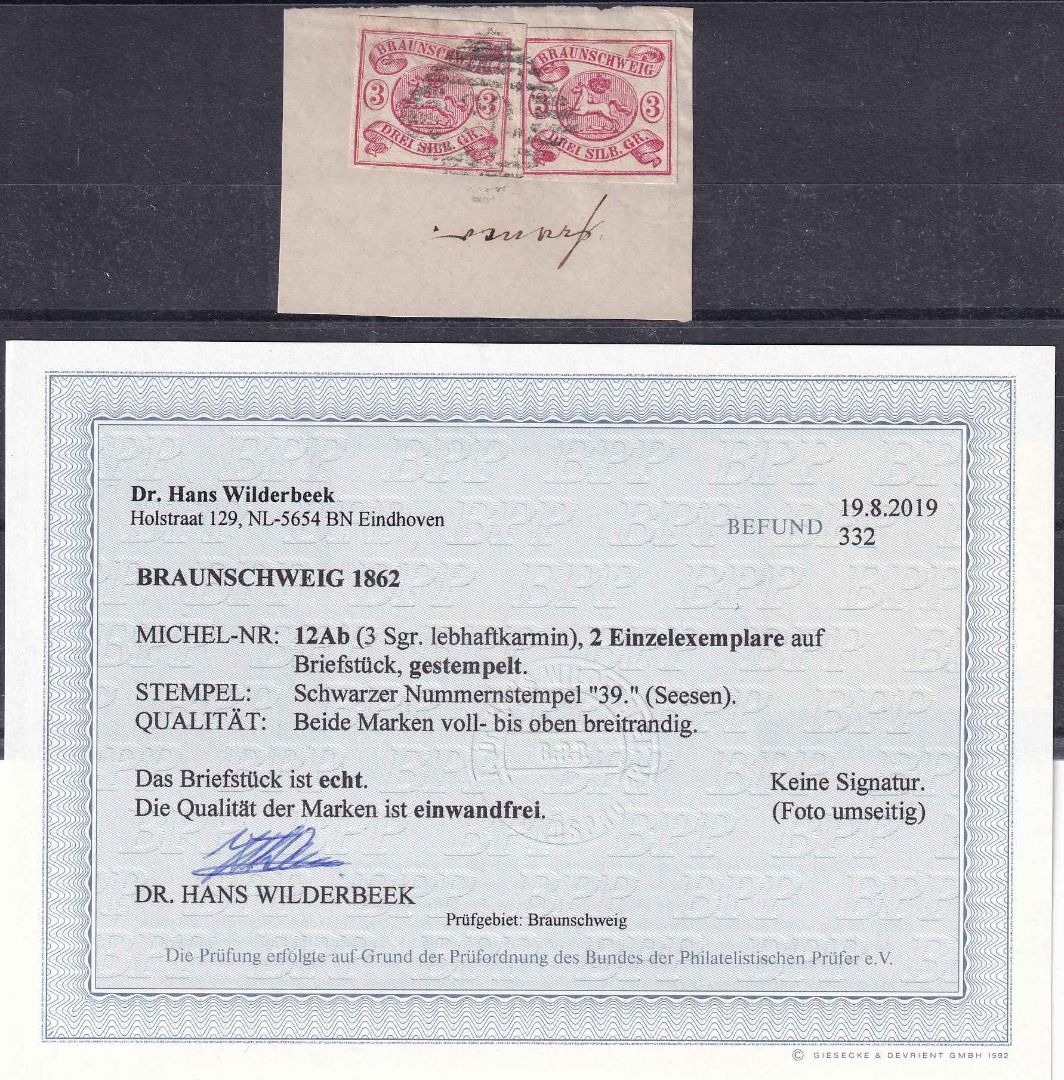 BRAUNSCHWEIG
3 3
DREI SILB. GR.
BRAUNSCHWEIG
3 3
DREI SILB. GR.
franco.
Dr. Hans Wilderbeek
Holstraat 129, NL-5654 BN Eindhoven
BEFUND
19.8.2019
332
BRAUNSCHWEIG 1862
MICHEL-NR: 12Ab (3 Sgr. lebhaftkarmin), 2 Einzelexemplare auf
Briefstück, gestempelt.
STEMPEL: Schwarzer Nummernstempel "39." (Seesen).
QUALITÄT: Beide Marken voll- bis oben breitrandig.
Das Briefstück ist echt.
Die Qualität der Marken ist einwandfrei.
Keine Signatur.
(Foto umseitig)
DR. HANS WILDERBEEK
Prüfgebiet: Braunschweig
Die Prüfung erfolgte auf Grund der Prüfordnung des Bundes der Philatelistischen Prüfer e.V.
© GIESECKE & DEVRIENT GMBH 1992